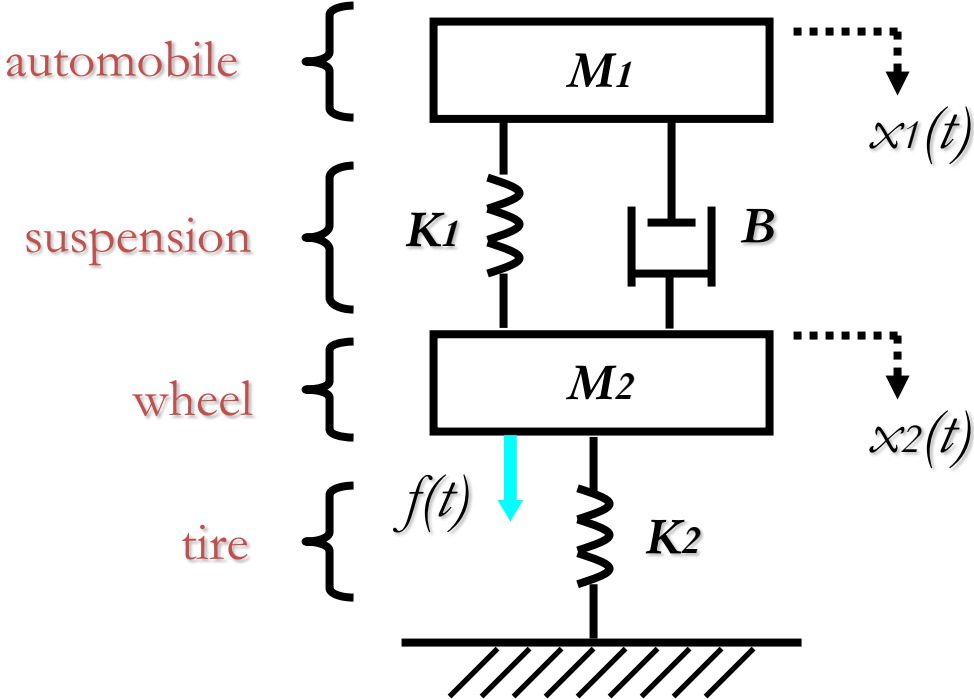 automobile
M1
x1(t)
suspension
K1
B
wheel
M2
x2(t)
f(t)
tire
K2